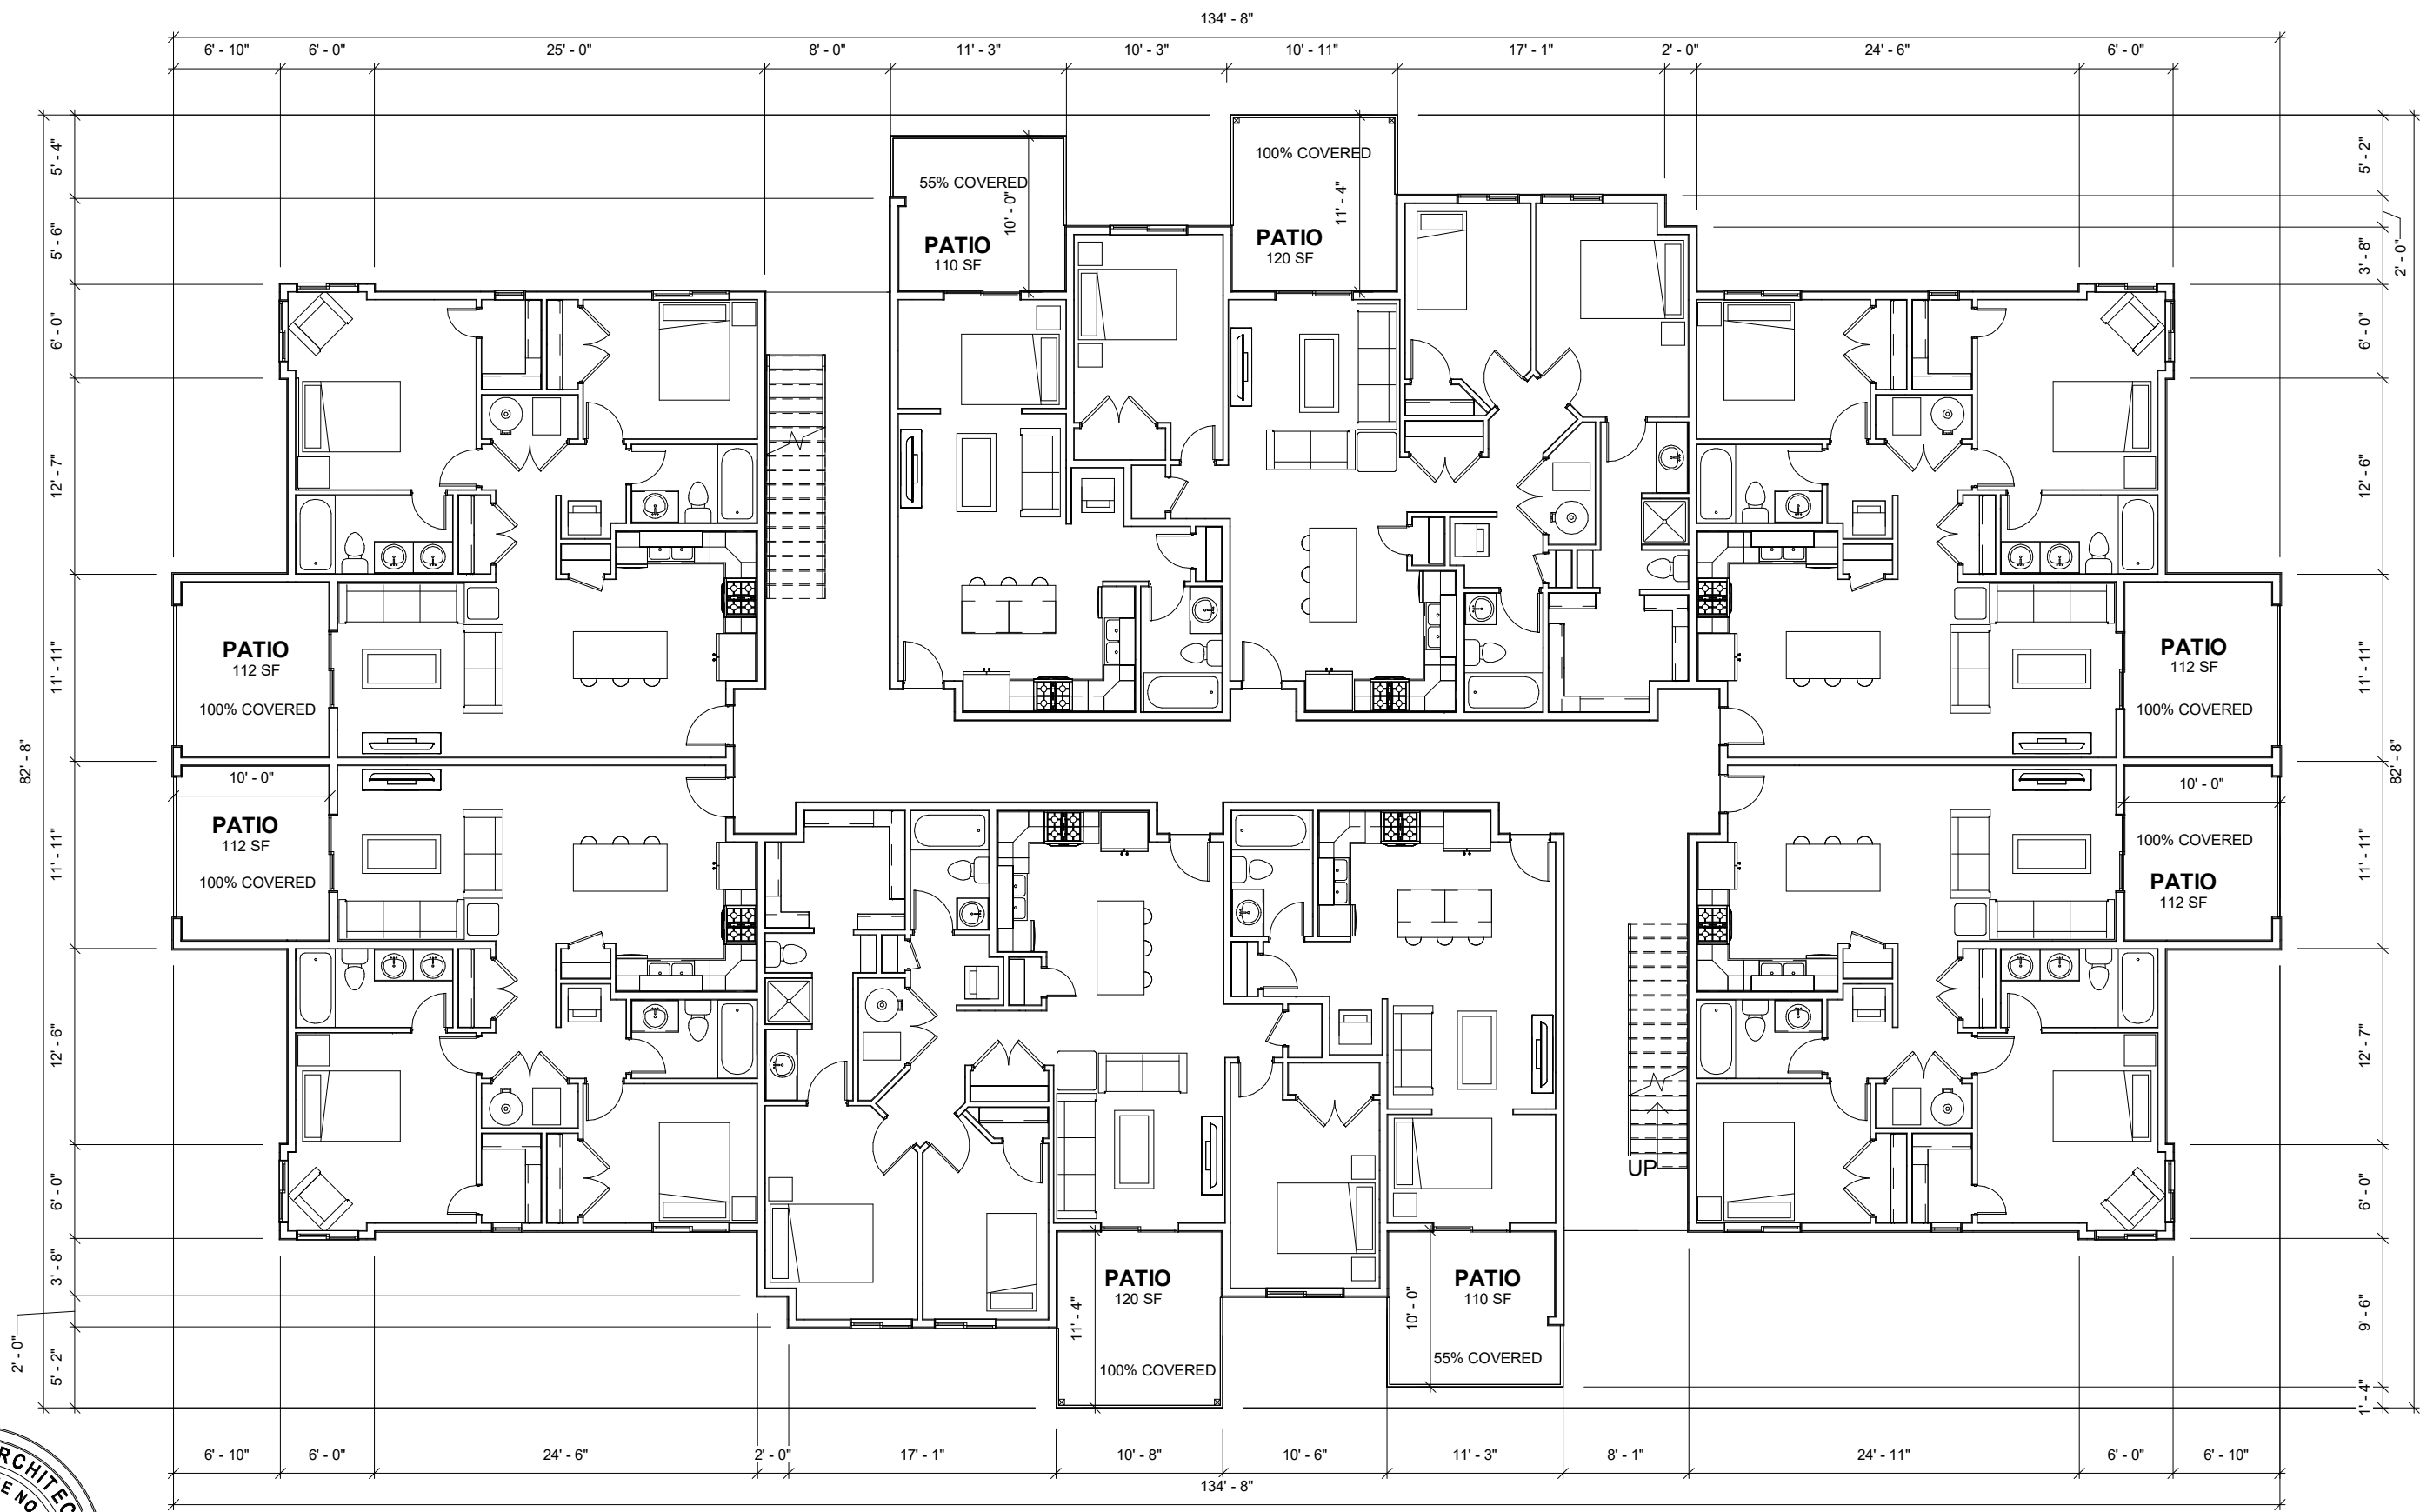 134' - 8"
6' - 10"
6' - 0"
25' - 0"
8' - 0"
11' - 3"
10' - 3"
10' - 11"
17' - 1"
2' - 0"
24' - 6"
6' - 0"
5' - 4"
5' - 6"
6' - 0"
12' - 7"
11' - 11"
11' - 11"
12' - 6"
6' - 0"
3' - 8"
2' - 0"
5' - 2"
82' - 8"
55% COVERED
10' - 0"
PATIO
110 SF
100% COVERED
11' - 4"
PATIO
120 SF
PATIO
112 SF
100% COVERED
10' - 0"
PATIO
112 SF
100% COVERED
PATIO
112 SF
100% COVERED
10' - 0"
100% COVERED
PATIO
112 SF
UP
PATIO
120 SF
11' - 4"
100% COVERED
PATIO
110 SF
10' - 0"
55% COVERED
5' - 2"
2' - 0"
3' - 8"
6' - 0"
12' - 6"
11' - 11"
82' - 8"
11' - 11"
12' - 7"
6' - 0"
9' - 6"
1' - 4"
6' - 10"
6' - 0"
24' - 6"
2' - 0"
17' - 1"
10' - 8"
10' - 6"
11' - 3"
8' - 1"
24' - 11"
6' - 0"
6' - 10"
134' - 8"